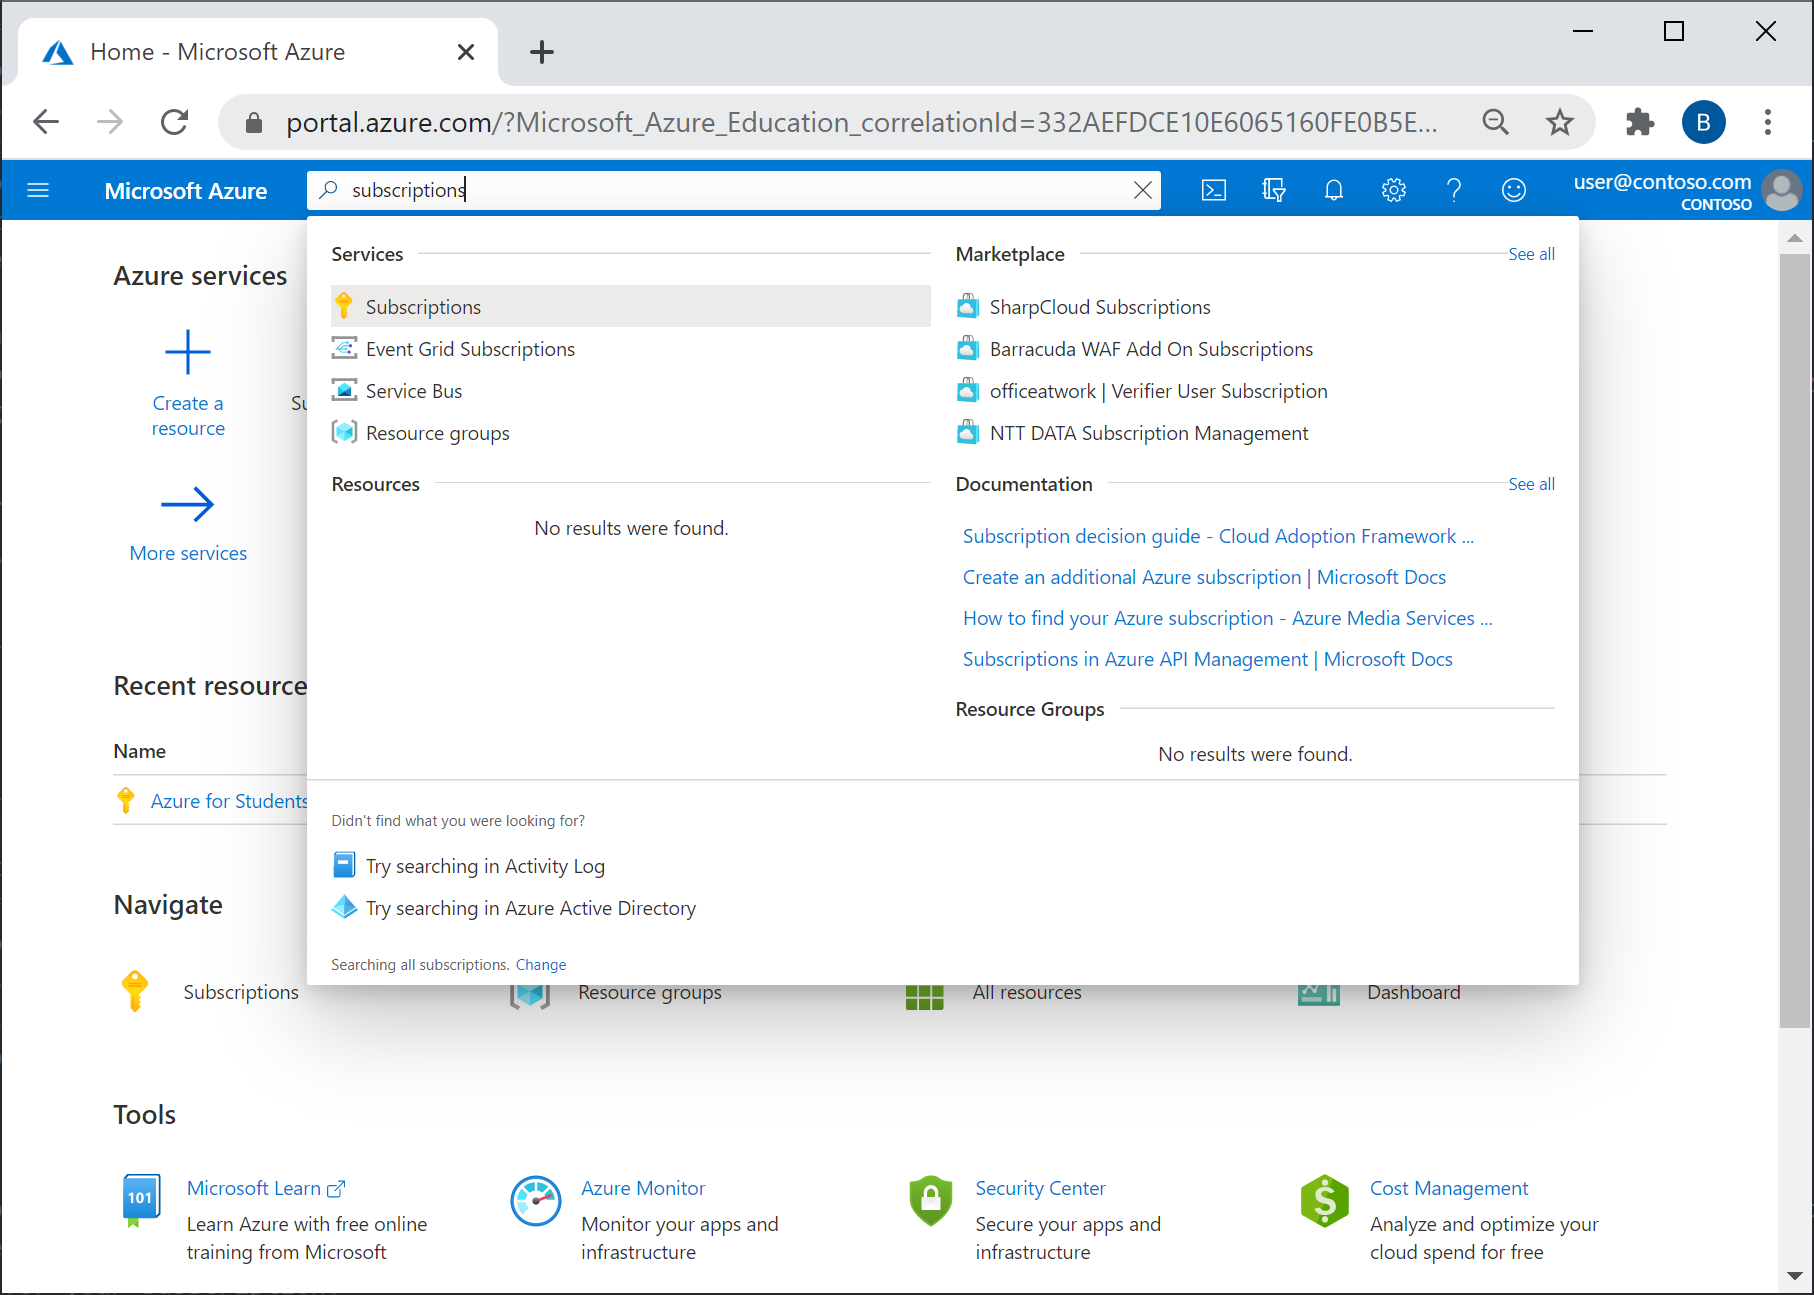 Home - Microsoft Azure
portal.azure.com/?Microsoft_Azure_Education_correlationId=332AEFDCE10E6065160FE0B5E...
B
Microsoft Azure
subscriptions
user@contoso.com
CONTOSO
Azure services
Create a
resource
Su
More services
Recent resource
Name
Azure for Students
Navigate
Services
Subscriptions
Event Grid Subscriptions
Service Bus
Resource groups
Resources
No results were found.
Marketplace
See all
SharpCloud Subscriptions
Barracuda WAF Add On Subscriptions
officeatwork | Verifier User Subscription
NTT DATA Subscription Management
Documentation
See all
Subscription decision guide - Cloud Adoption Framework ...
Create an additional Azure subscription | Microsoft Docs
How to find your Azure subscription - Azure Media Services ...
Subscriptions in Azure API Management | Microsoft Docs
Resource Groups
No results were found.
Didn't find what you were looking for?
Try searching in Activity Log
Try searching in Azure Active Directory
Searching all subscriptions. Change
Subscriptions
Resource groups
All resources
Dashboard
Tools
101
Microsoft Learn
Learn Azure with free online
training from Microsoft
Azure Monitor
Monitor your apps and
infrastructure
Security Center
Secure your apps and
infrastructure
$
Cost Management
Analyze and optimize your
cloud spend for free